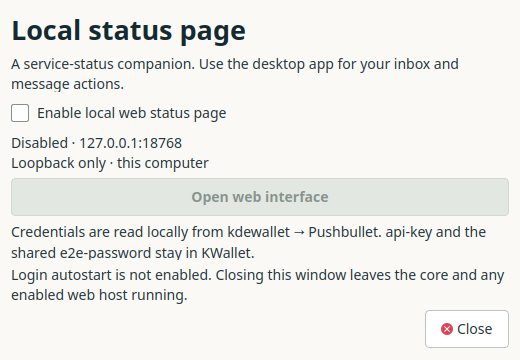 Local status page
A service-status companion. Use the desktop app for your inbox and
message actions.
Enable local web status page
Disabled · 127.0.0.1:18768
Loopback only · this computer
Open web interface
Credentials are read locally from kdewallet → Pushbullet. api-key and the
shared e2e-password stay in KWallet.
Login autostart is not enabled. Closing this window leaves the core and any
enabled web host running.
Close